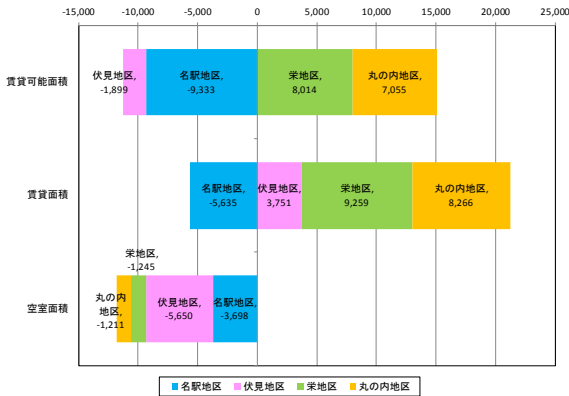 -15,000 -10,000 -5,000 0 5,000 10,000 15,000 20,000 25,000
賃貸可能面積
伏見地区,
-1,899
名駅地区,
-9,333
栄地区,
8,014
丸の内地区,
7,055
賃貸面積
名駅地区,
-5,635
伏見地区,
3,751
栄地区,
9,259
丸の内地区,
8,266
空室面積
栄地区,
-1,245
丸の内
地区,
-1,211
伏見地区,
-5,650
名駅地区,
-3,698
名駅地区 伏見地区 栄地区 丸の内地区